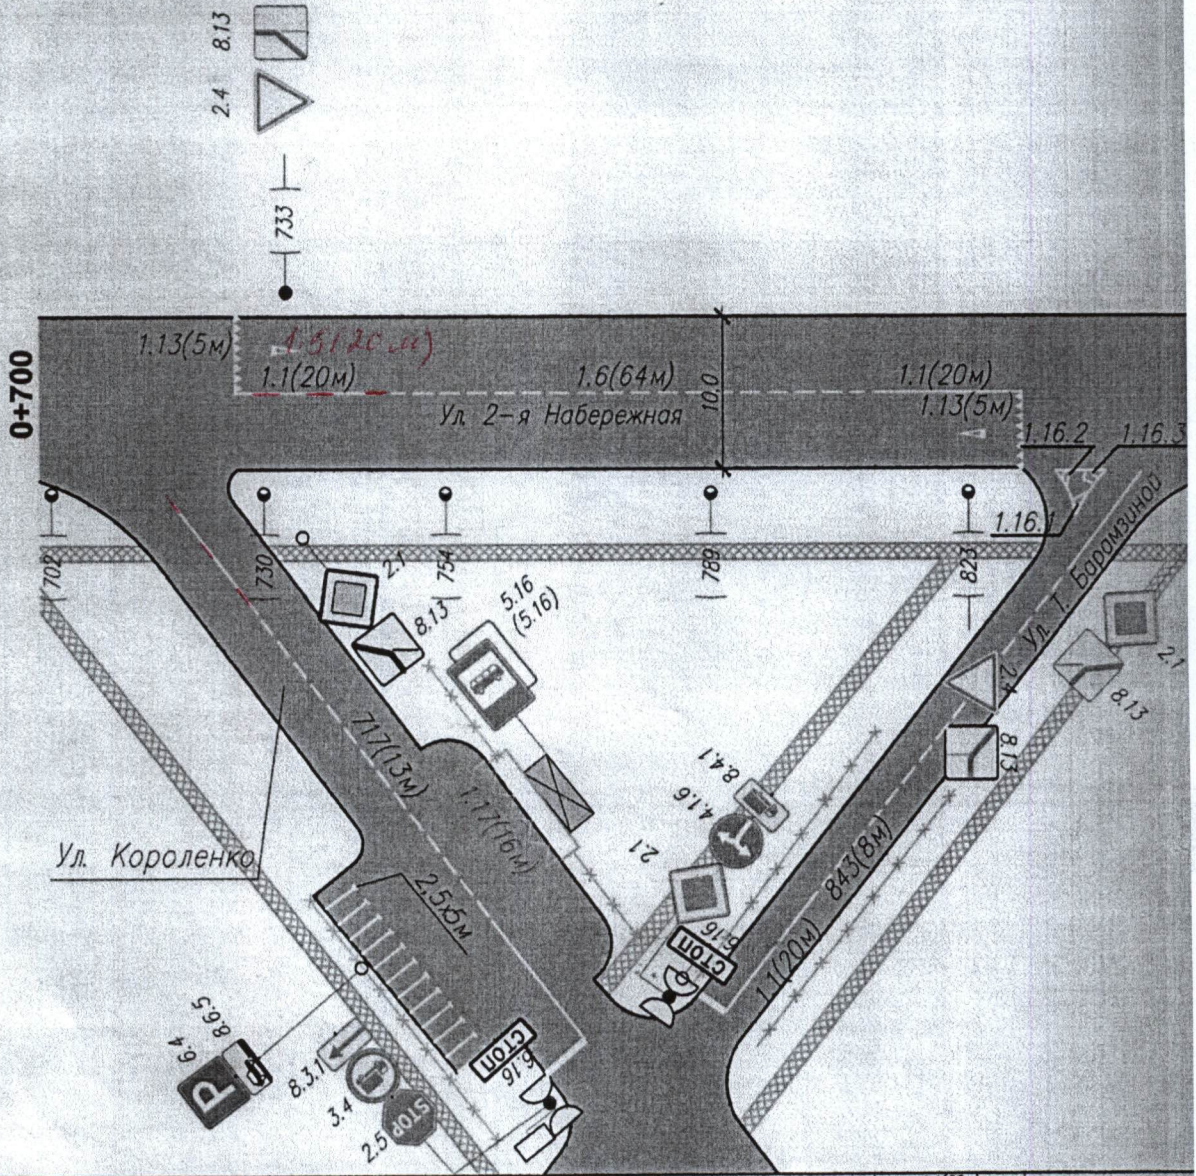 8.13
2.4
733
0+700
1.13(5м)
1.5(20м)
1.1(20м)
1.6(64м)
1.1(20м)
Ул. 2-я Набережная
10.0
1.13(5м)
1.16.2
1.16.3
1.16.1
702
730
754
789
823
2.1
8.13
5.16
(5.16)
Ул. Т. Барамзиной
2.4
8.13
2.1
8.13
717(13м)
1.17(16м)
Ул. Короленко
2,5х5м
8.4.1
4.1.6
2.1
6.16
СТОП
843(8м)
1.1(20м)
6.4
8.6.5
P
8.3.1
3.4
2.5
STOP
СТОП
6.16